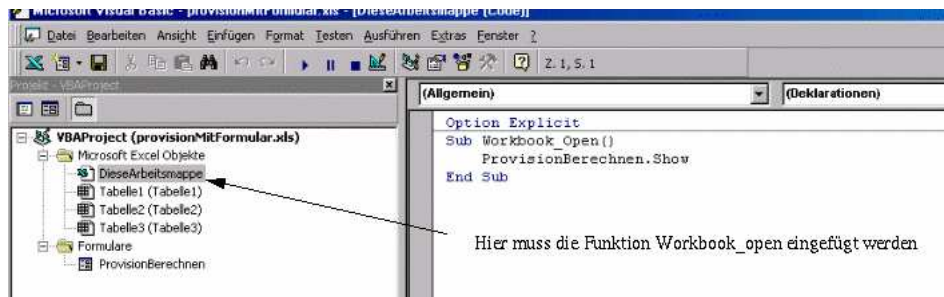 Microsoft Visual Basic - provisionMitFormular.xls - [DieseArbeitsmappe (Code)]
Datei Bearbeiten Ansicht Einfügen Format Testen Ausführen Extras Fenster ?
Z. 1, S. 1
Projekt - VBAProject
VBAProject (provisionMitFormular.xls)
Microsoft Excel Objekte
DieseArbeitsmappe
Tabelle1 (Tabelle1)
Tabelle2 (Tabelle2)
Tabelle3 (Tabelle3)
Formulare
ProvisionBerechnen
(Allgemein)
(Deklarationen)
Option Explicit
Sub Workbook_Open()
ProvisionBerechnen.Show
End Sub
Hier muss die Funktion Workbook_open eingefügt werden